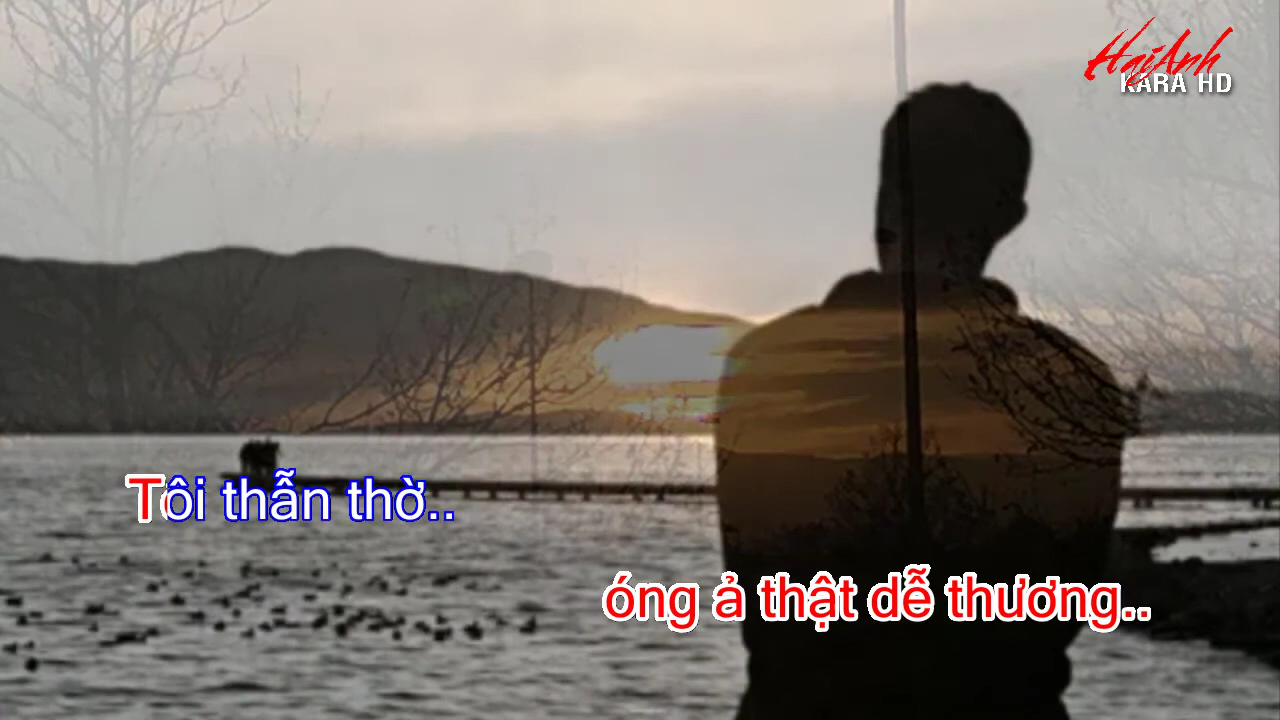 HaiAnh
KARA HD
Tôi thẫn thờ..
óng ả thật dễ thương..